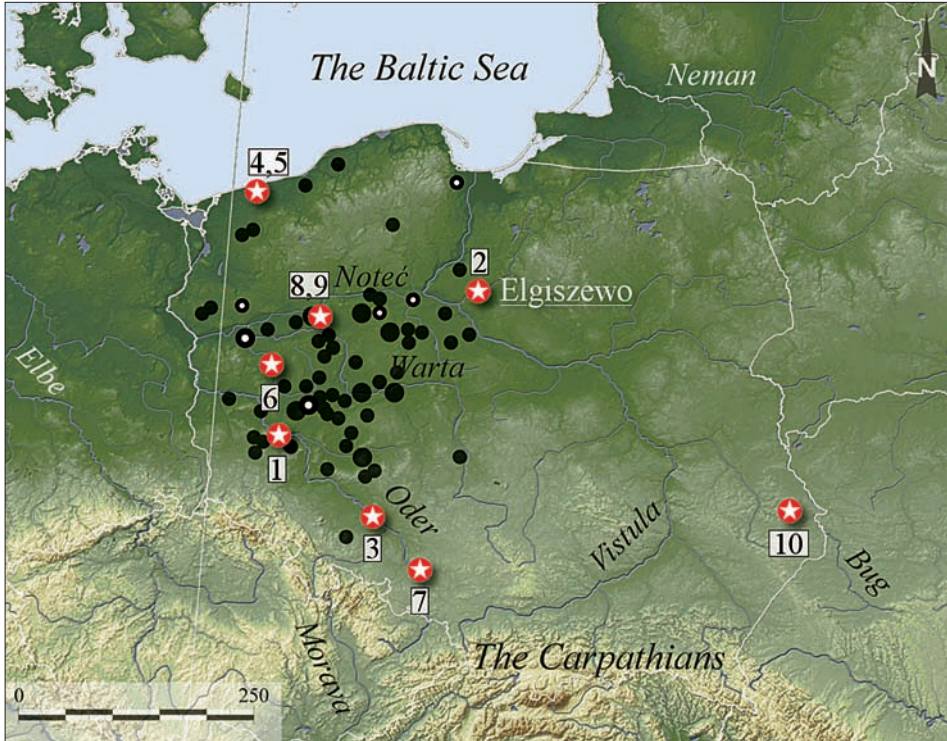 The Baltic Sea
Neman
N
4,5
2
Noteć
8,9
Elgiszewo
Elbe
Warta
6
1
Oder
3
Vistula
10
Bug
7
Morava
The Carpathians
0 250